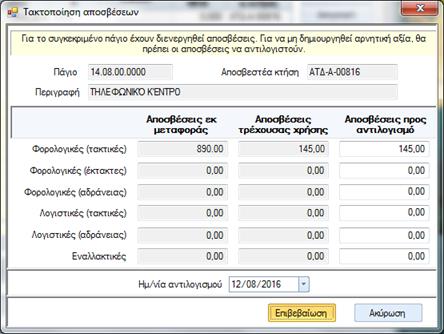 Τακτοποίηση αποσβέσεων
Για το συγκεκριμένο πάγιο έχουν διενεργηθεί αποσβέσεις. Για να μη δημιουργηθεί αρνητική αξία, θα
πρέπει οι αποσβέσεις να αντιλογιστούν.
Πάγιο 14.08.00.0000 Αποσβεστέα κτήση ΑΤΔ-Α-00816
Περιγραφή ΤΗΛΕΦΩΝΙΚΌ ΚΈΝΤΡΟ
Αποσβέσεις εκ μεταφοράς Αποσβέσεις τρέχουσας χρήσης Αποσβέσεις προς αντιλογισμό
Φορολογικές (τακτικές) 890.00 145,00 145,00
Φορολογικές (έκτακτες) 0,00 0,00 0,00
Φορολογικές (αδράνειας) 0,00 0,00 0,00
Λογιστικές (τακτικές) 0,00 0,00 0,00
Λογιστικές (αδράνειας) 0,00 0,00 0,00
Εναλλακτικές 0,00 0,00 0,00
Ημ/νία αντιλογισμού 12/08/2016
Επιβεβαίωση Ακύρωση